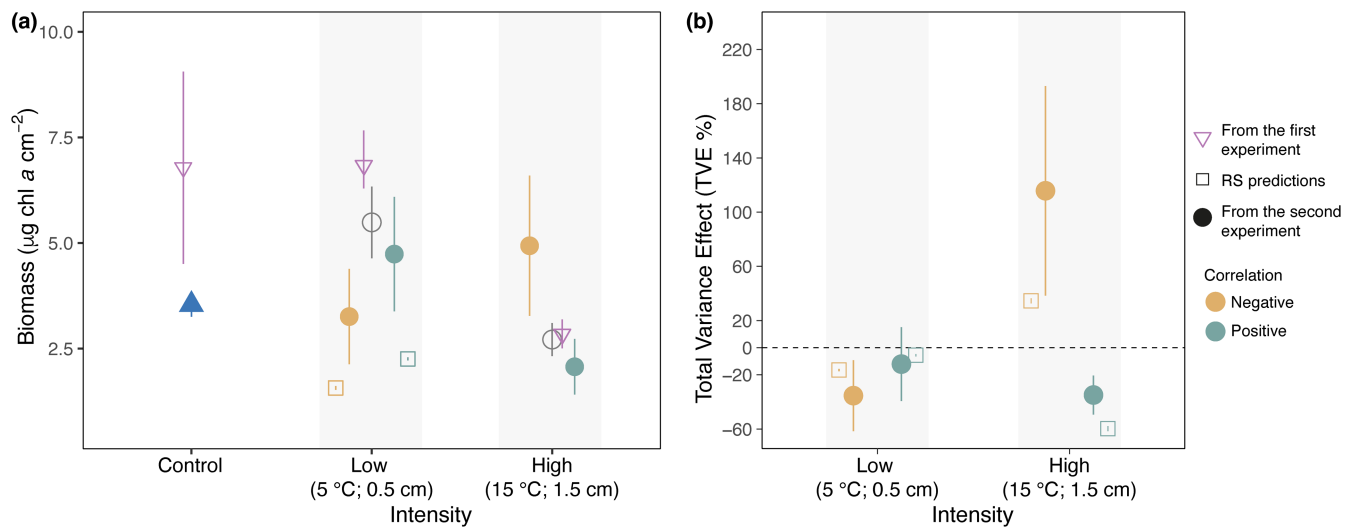 (a)
10.0
7.5
5.0
2.5
Biomass (μg chl a cm−2)
Control
Low
(5 °C; 0.5 cm)
High
(15 °C; 1.5 cm)
Intensity
(b)
220
180
140
100
60
20
0
−20
−60
Total Variance Effect (TVE %)
Low
(5 °C; 0.5 cm)
High
(15 °C; 1.5 cm)
Intensity
From the first
experiment
RS predictions
From the second
experiment
Correlation
Negative
Positive